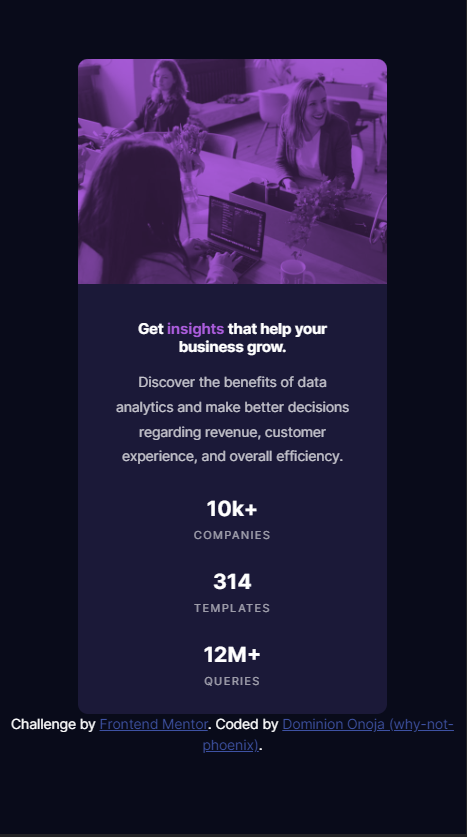 Get insights that help your
business grow.
Discover the benefits of data
analytics and make better decisions
regarding revenue, customer
experience, and overall efficiency.
10k+
COMPANIES
314
TEMPLATES
12M+
QUERIES
Challenge by Frontend Mentor. Coded by Dominion Onoja (why-not-
phoenix).